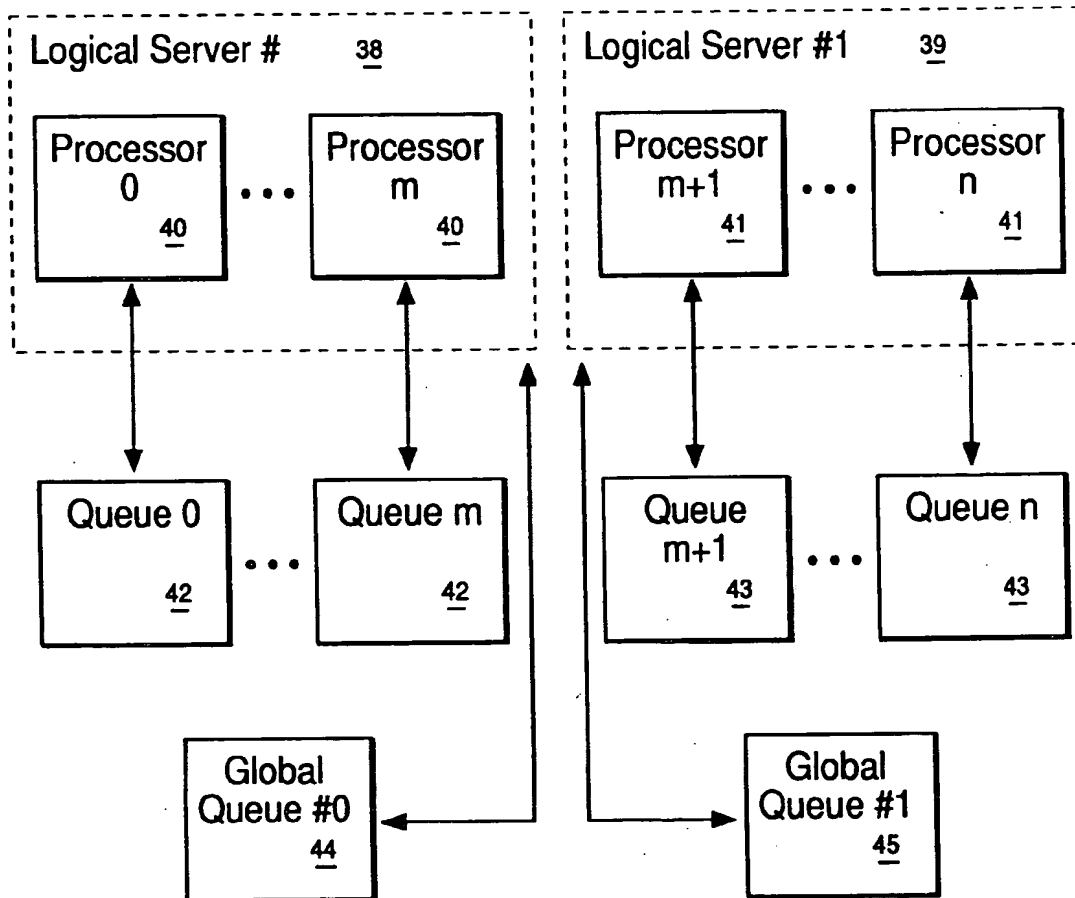 Logical Server # 38
Logical Server #1 39
Processor
0
40
Processor
m
40
Processor
m+1
41
Processor
n
41
Queue 0
42
Queue m
42
Queue
m+1
43
Queue n
43
Global
Queue #0
44
Global
Queue #1
45